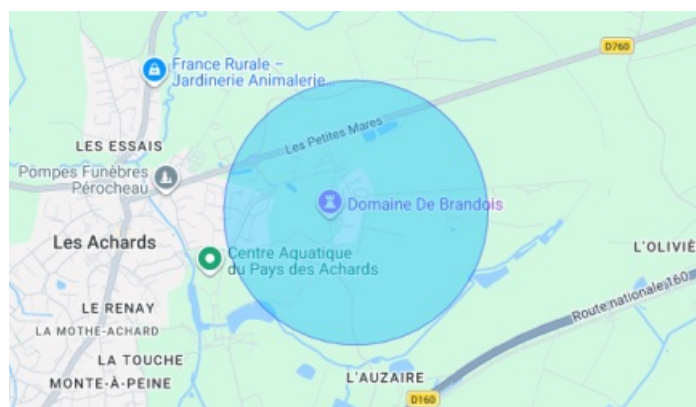 D760
France Rurale –
Jardinerie Animalerie...
Les Petites Mares
LES ESSAIS
Pompes Funèbres
Pérocheau
Domaine De Brandois
Les Achards
Centre Aquatique
du Pays des Achards
L'OLIVIÈ
Route nationale 160
LE RENAY
LA MOTHE-ACHARD
LA TOUCHE
MONTE-À-PEINE
L'AUZAIRE
D160